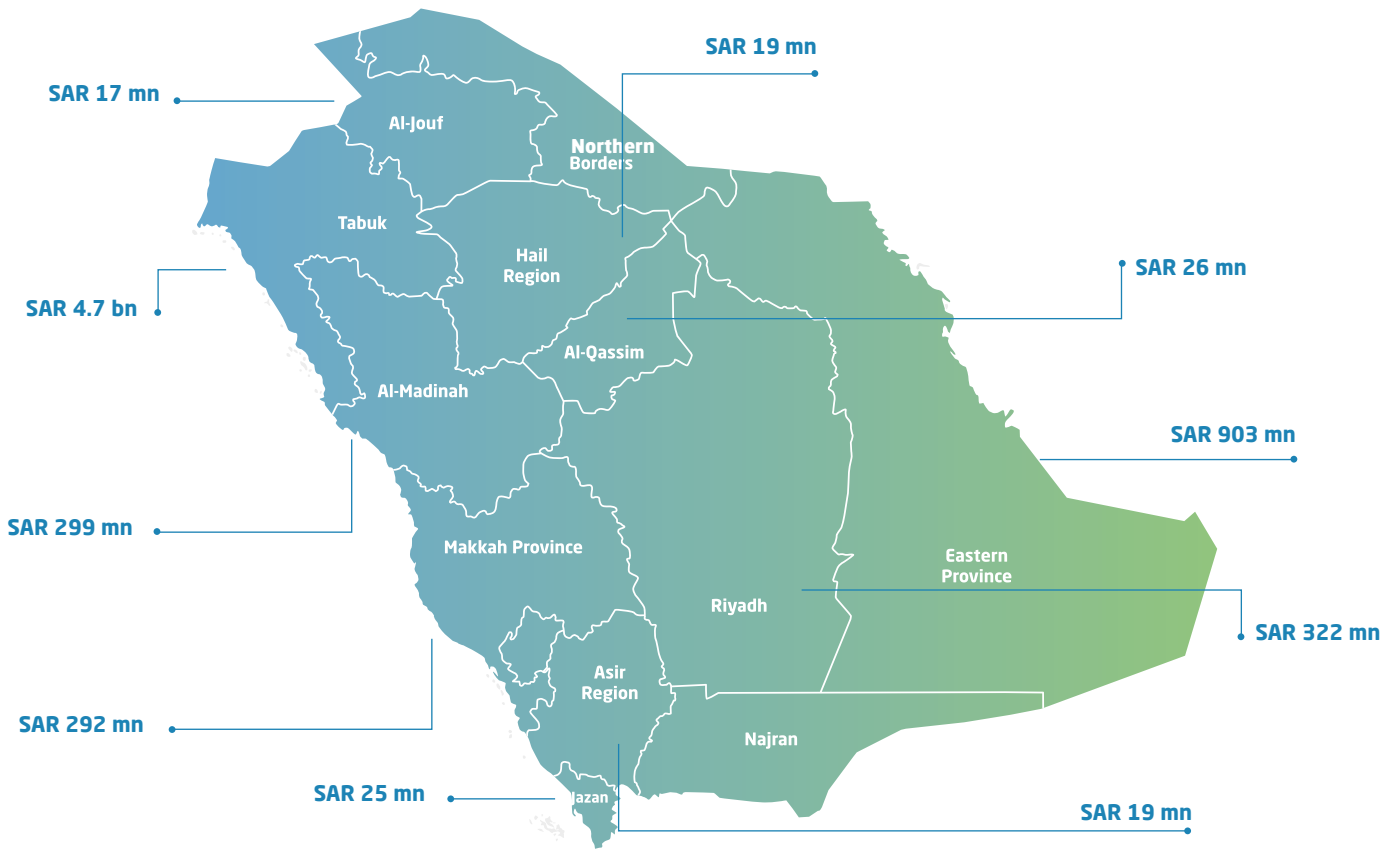 SAR 19 mn
SAR 17 mn
Al-Jouf
Northern
Borders
Tabuk
Hail
Region
SAR 26 mn
SAR 4.7 bn
Al-Qassim
Al-Madinah
SAR 903 mn
SAR 299 mn
Makkah Province
Eastern
Province
Riyadh
SAR 322 mn
Asir
Region
SAR 292 mn
Najran
SAR 25 mn
Jazan
SAR 19 mn